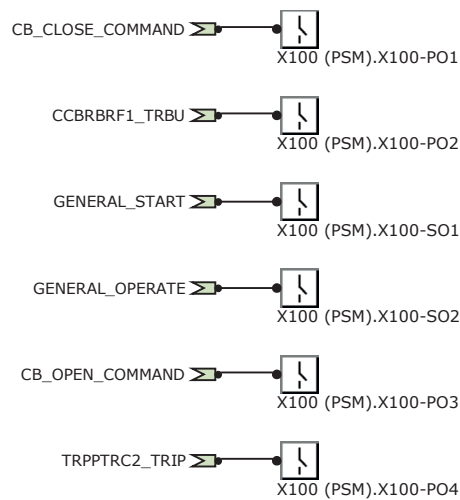 CB_CLOSE_COMMAND
X100 (PSM).X100-PO1
CCBRBRF1_TRBU
X100 (PSM).X100-PO2
GENERAL_START
X100 (PSM).X100-SO1
GENERAL_OPERATE
X100 (PSM).X100-SO2
CB_OPEN_COMMAND
X100 (PSM).X100-PO3
TRPPTRC2_TRIP
X100 (PSM).X100-PO4